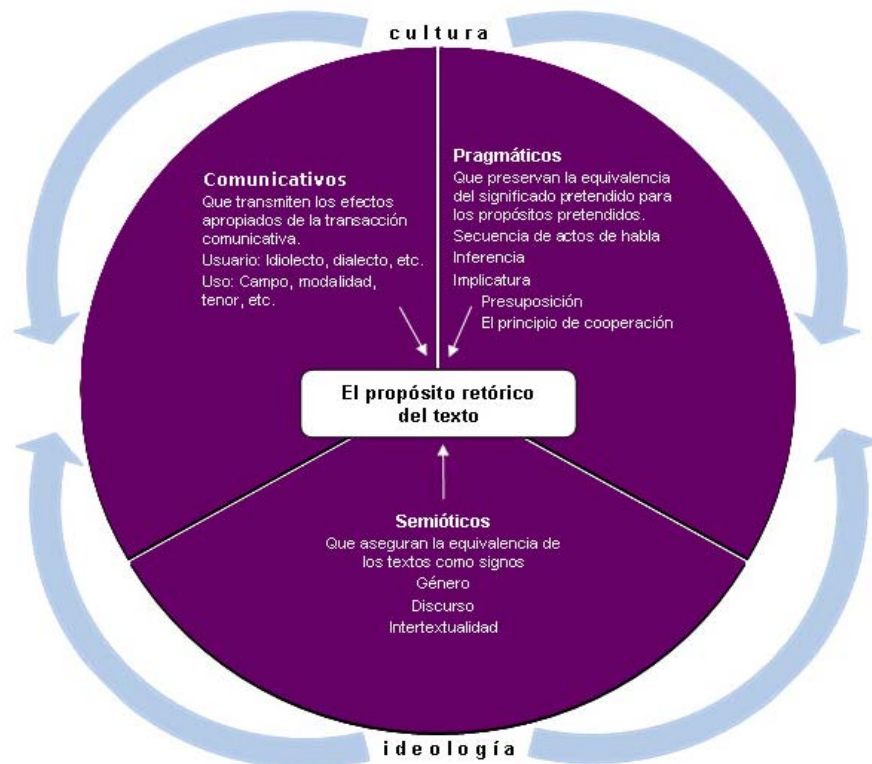 cultura
Comunicativos
Que transmiten los efectos
apropiados de la transacción
comunicativa.
Usuario: Idiolecto, dialecto, etc.
Uso: Campo, modalidad,
tenor, etc.
Pragmáticos
Que preservan la equivalencia
del significado pretendido para
los propósitos pretendidos.
Secuencia de actos de habla
Inferencia
Implicatura
Presuposición
El principio de cooperación
El propósito retórico
del texto
Semióticos
Que aseguran la equivalencia de
los textos como signos
Género
Discurso
Intertextualidad
ideología